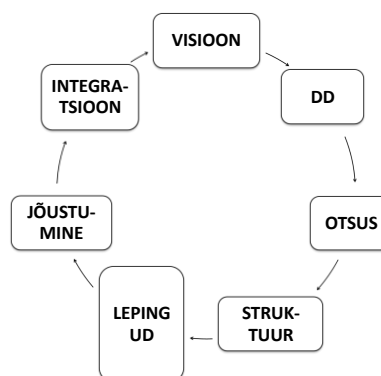 VISIOON
DD
OTSUS
STRUK-
TUUR
LEPING
UD
JÕUSTU-
MINE
INTEGRA-
TSIOON